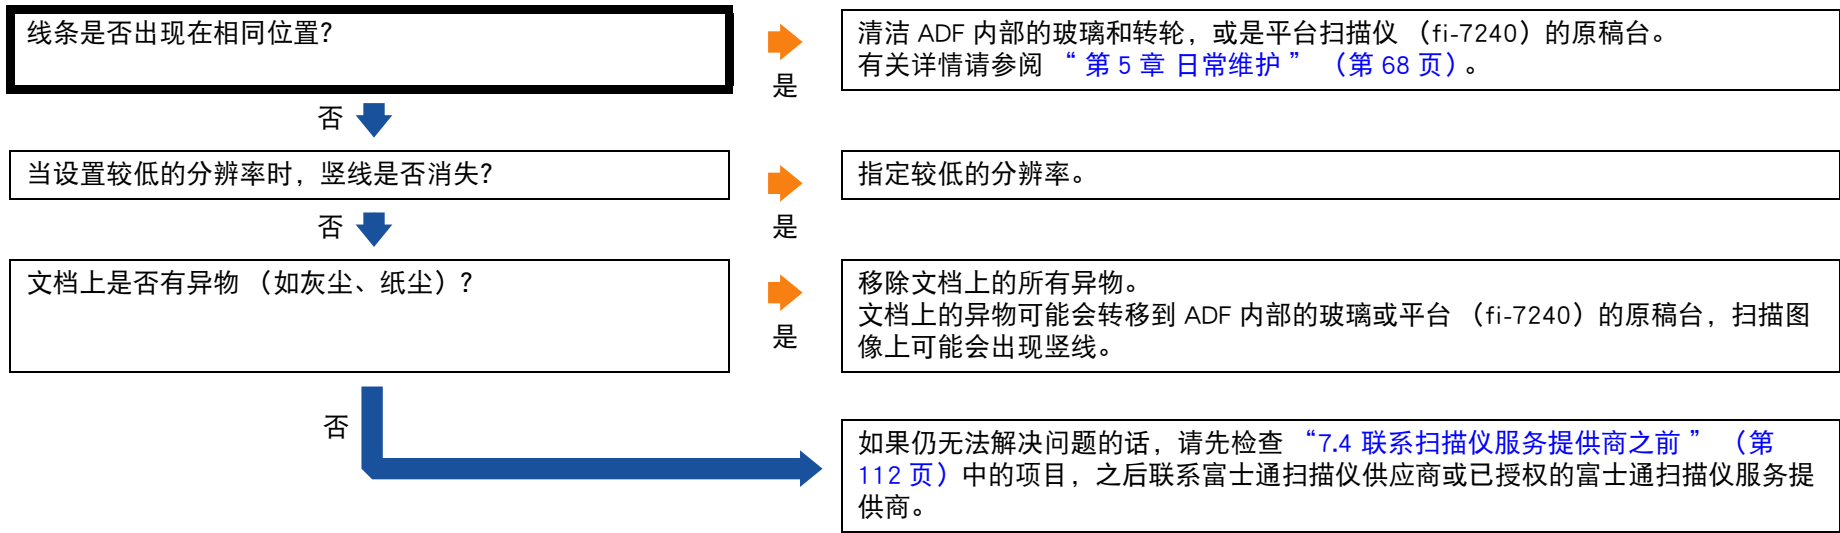 线条是否出现在相同位置？
清洁 ADF 内部的玻璃和转轮，或是平台扫描仪 （fi-7240）的原稿台。
有关详情请参阅 “ 第 5 章 日常维护 ” （第 68 页）。
是
否
当设置较低的分辨率时，竖线是否消失？
指定较低的分辨率。
是
否
文档上是否有异物 （如灰尘、纸尘）？
移除文档上的所有异物。
文档上的异物可能会转移到 ADF 内部的玻璃或平台 （fi-7240）的原稿台，扫描图
像上可能会出现竖线。
是
否
如果仍无法解决问题的话，请先检查 “7.4 联系扫描仪服务提供商之前 ” （第
112 页）中的项目，之后联系富士通扫描仪供应商或已授权的富士通扫描仪服务提
供商。